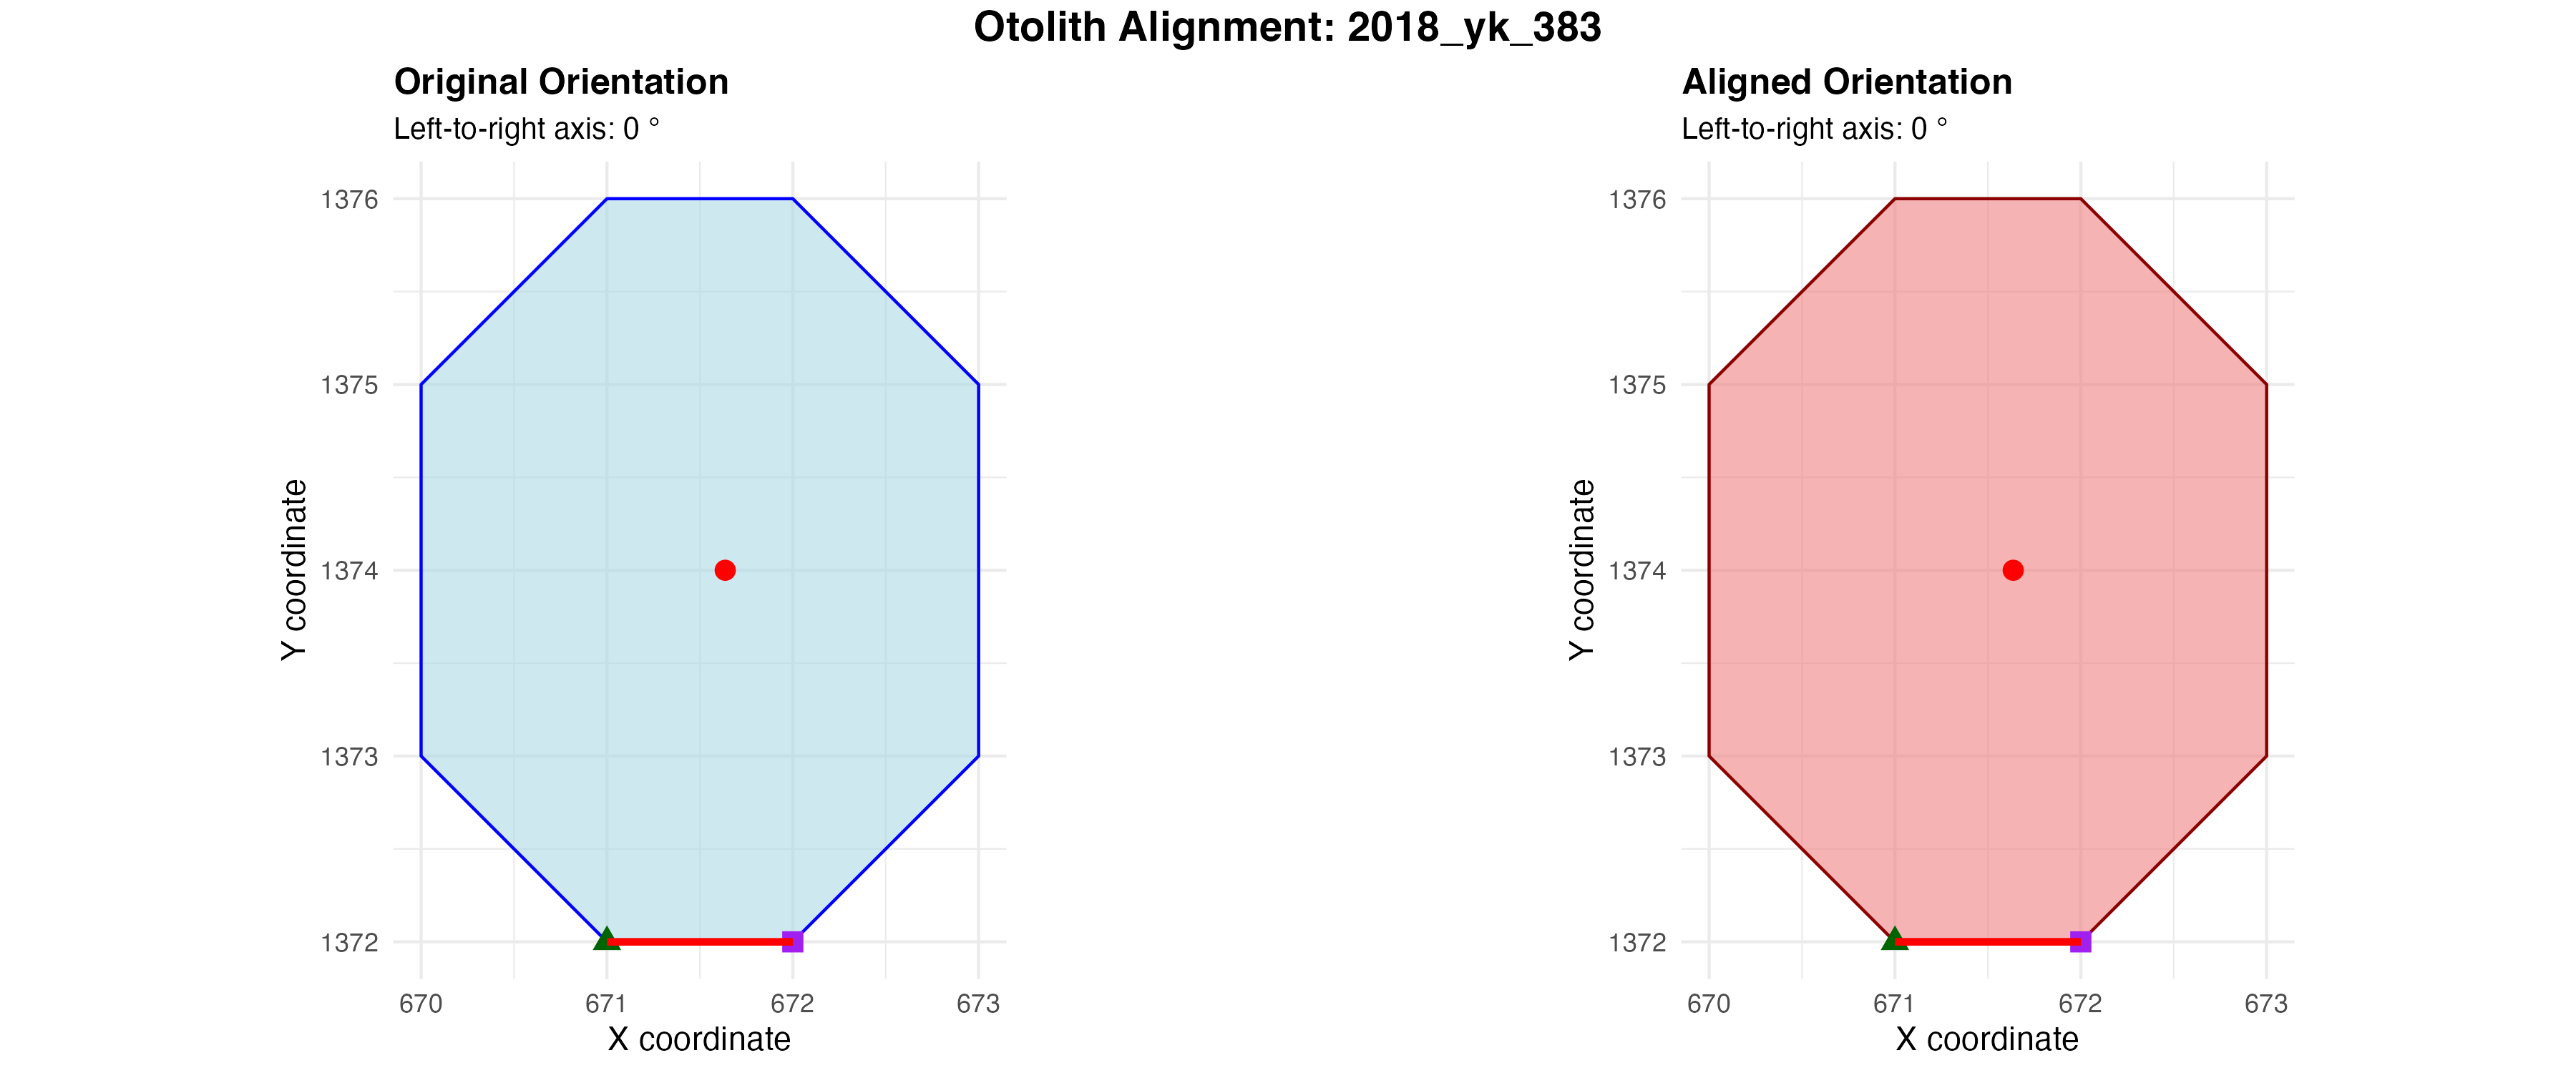 Otolith Alignment: 2018_yk_383
Original Orientation
Left-to-right axis: 0 °
1376
1375
1374
1373
1372
Y coordinate
670 671 672 673
X coordinate
Aligned Orientation
Left-to-right axis: 0 °
1376
1375
1374
1373
1372
Y coordinate
670 671 672 673
X coordinate